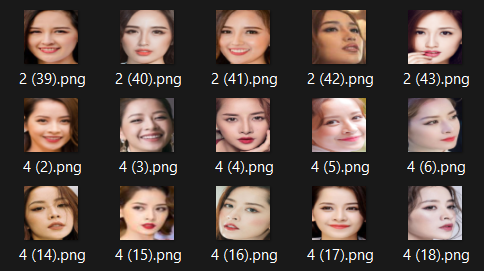 2 (39).png 2 (40).png 2 (41).png 2 (42).png 2 (43).png
4 (2).png 4 (3).png 4 (4).png 4 (5).png 4 (6).png
4 (14).png 4 (15).png 4 (16).png 4 (17).png 4 (18).png